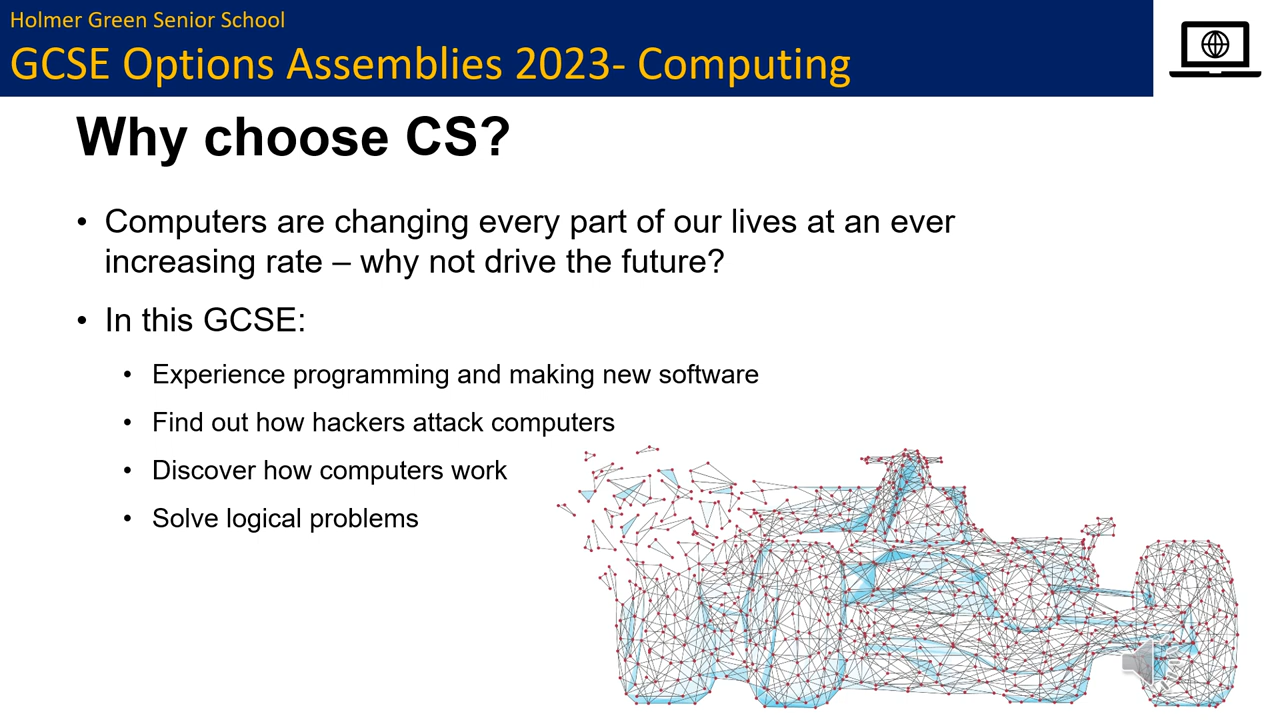 Holmer Green Senior School
GCSE Options Assemblies 2023- Computing
Why choose CS?
• Computers are changing every part of our lives at an ever
increasing rate – why not drive the future?
• In this GCSE:
• Experience programming and making new software
• Find out how hackers attack computers
• Discover how computers work
• Solve logical problems